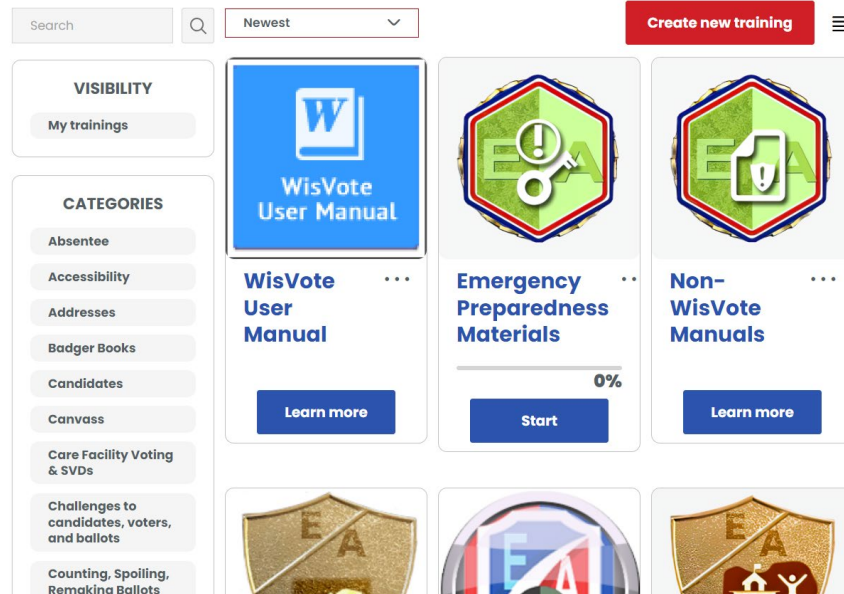 Search
Newest
Create new training
VISIBILITY
My trainings
CATEGORIES
Absentee
Accessibility
Addresses
Badger Books
Candidates
Canvass
Care Facility Voting
& SVDs
Challenges to
candidates, voters,
and ballots
Counting, Spoiling,
Remaking Ballots
W
WisVote
User Manual
WisVote
User
Manual
Learn more
E A
Emergency
Preparedness
Materials
0%
Start
E A
Non-
WisVote
Manuals
Learn more
E A
E A
E A